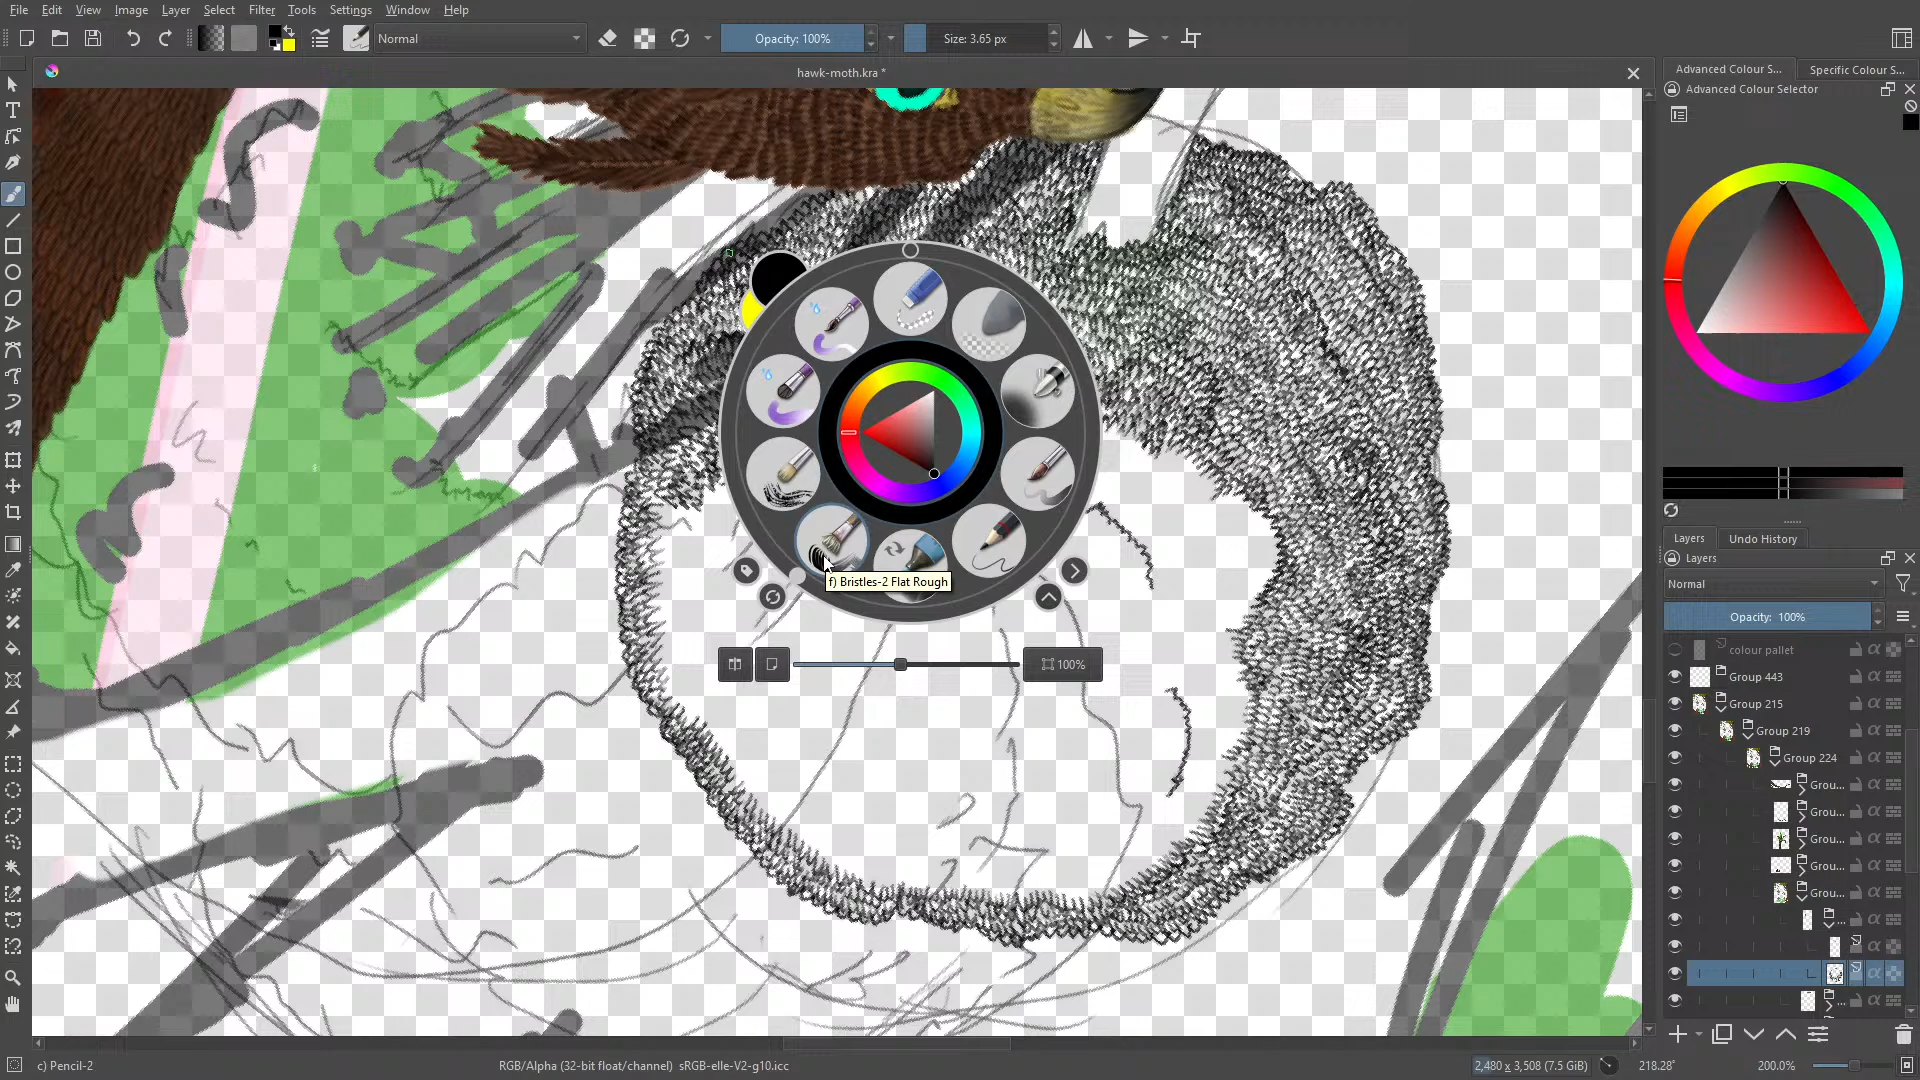 File Edit View Image Layer Select Filter Tools Settings Window Help
Normal
Opacity: 100%
Size: 3.65 px
hawk-moth.kra *
Advanced Colour S...
Specific Colour S...
Advanced Colour Selector
f) Bristles-2 Flat Rough
100%
Layers
Undo History
Layers
Normal
Opacity: 100%
colour pallet
Group 443
Group 215
Group 219
Group 224
Grou...
Grou...
Grou...
Grou...
Grou...
c) Pencil-2
RGB/Alpha (32-bit float/channel) sRGB-elle-V2-g10.icc
2,480 x 3,508 (7.5 GiB)
218.28°
200.0%